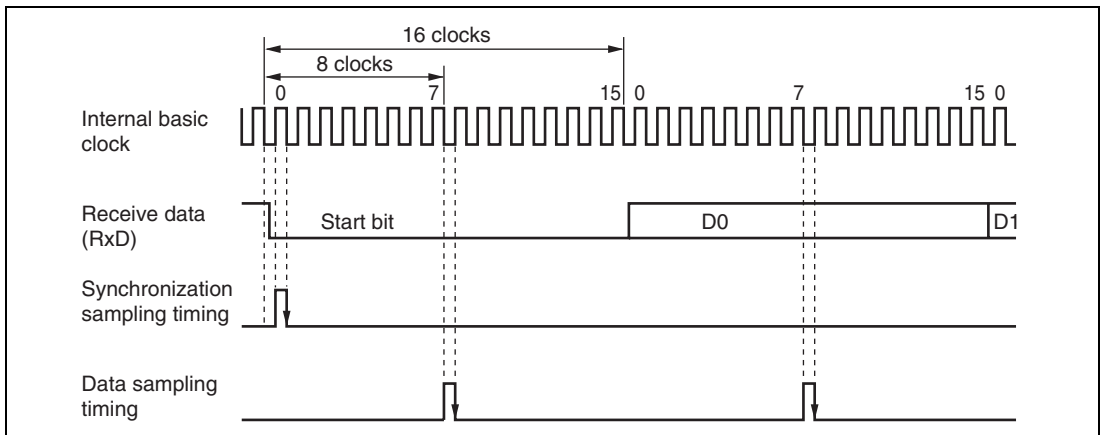 16 clocks
8 clocks
0 7 15 0 7 15 0
Internal basic
clock
Receive data
(RxD)
Start bit D0 D1
Synchronization
sampling timing
Data sampling
timing